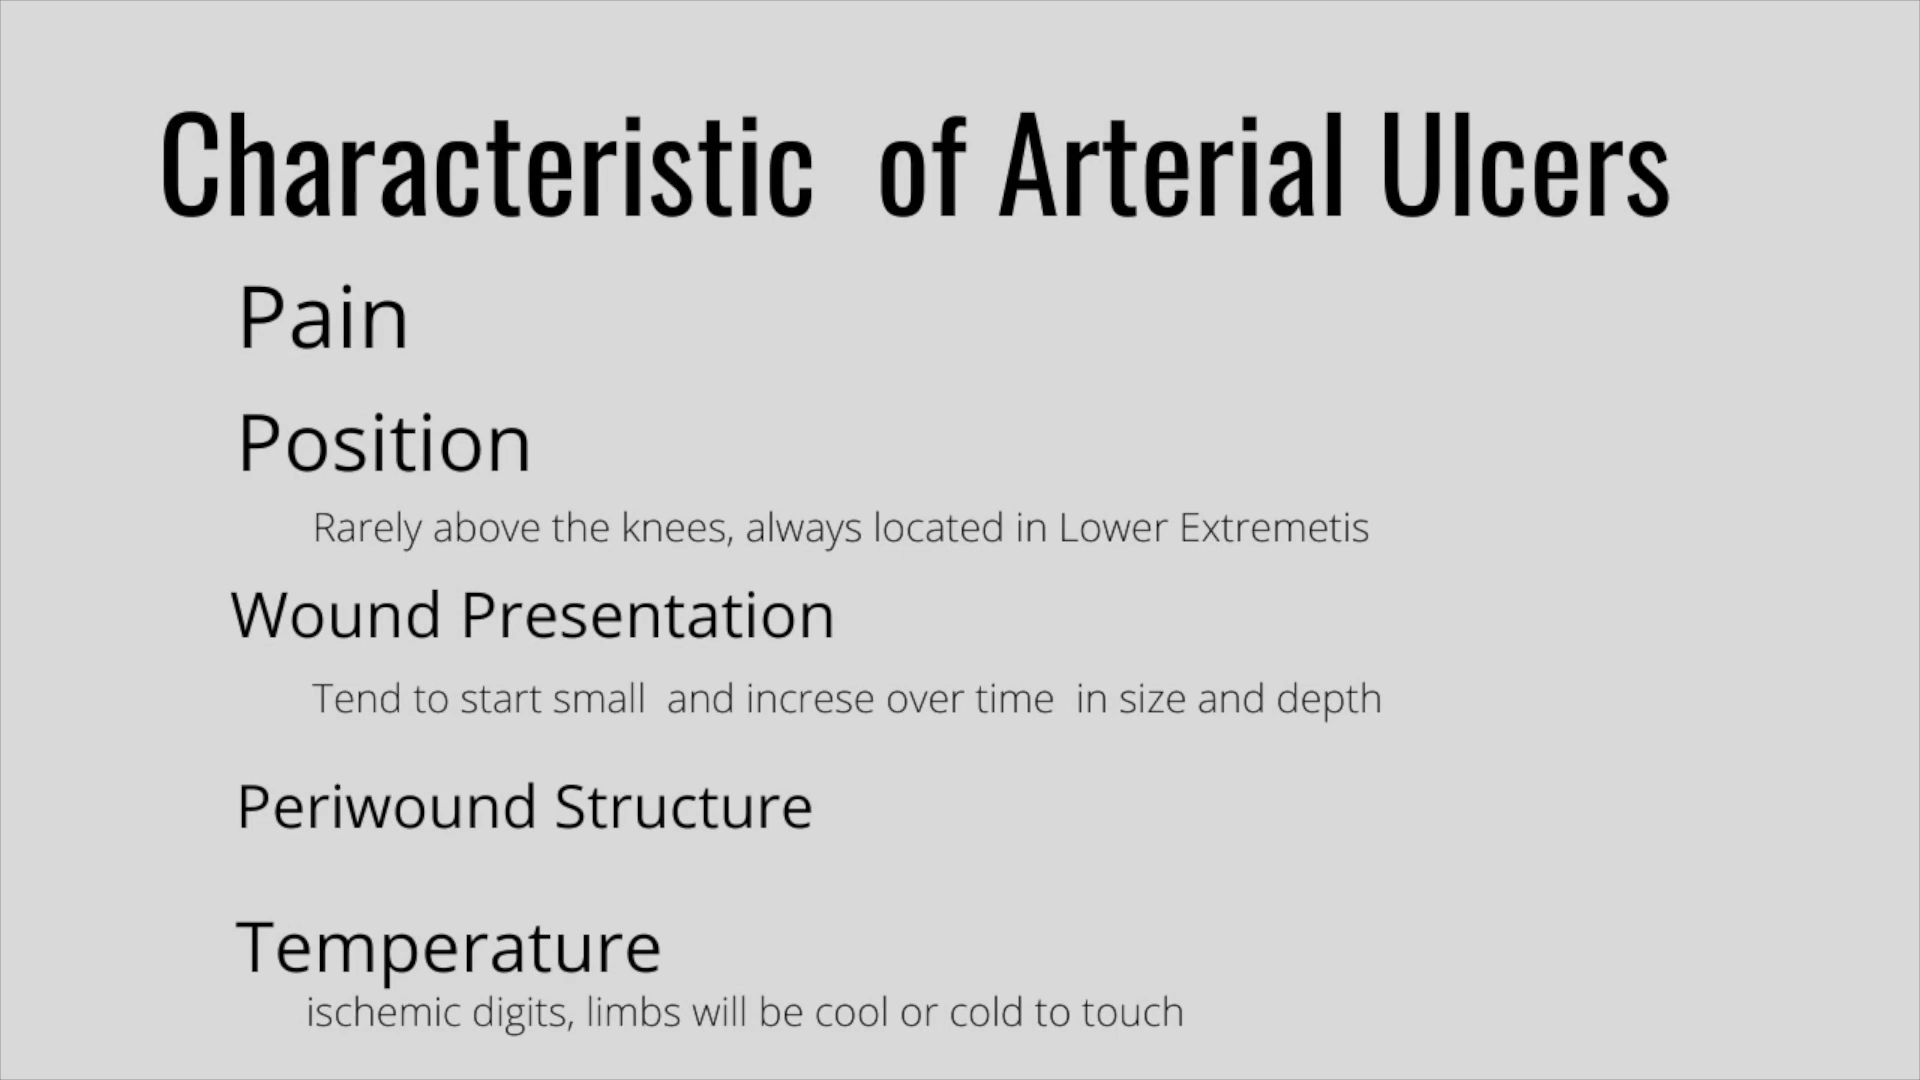 Characteristic of Arterial Ulcers
Pain
Position
Rarely above the knees, always located in Lower Extremetis
Wound Presentation
Tend to start small and increse over time in size and depth
Periwound Structure
Temperature
ischemic digits, limbs will be cool or cold to touch